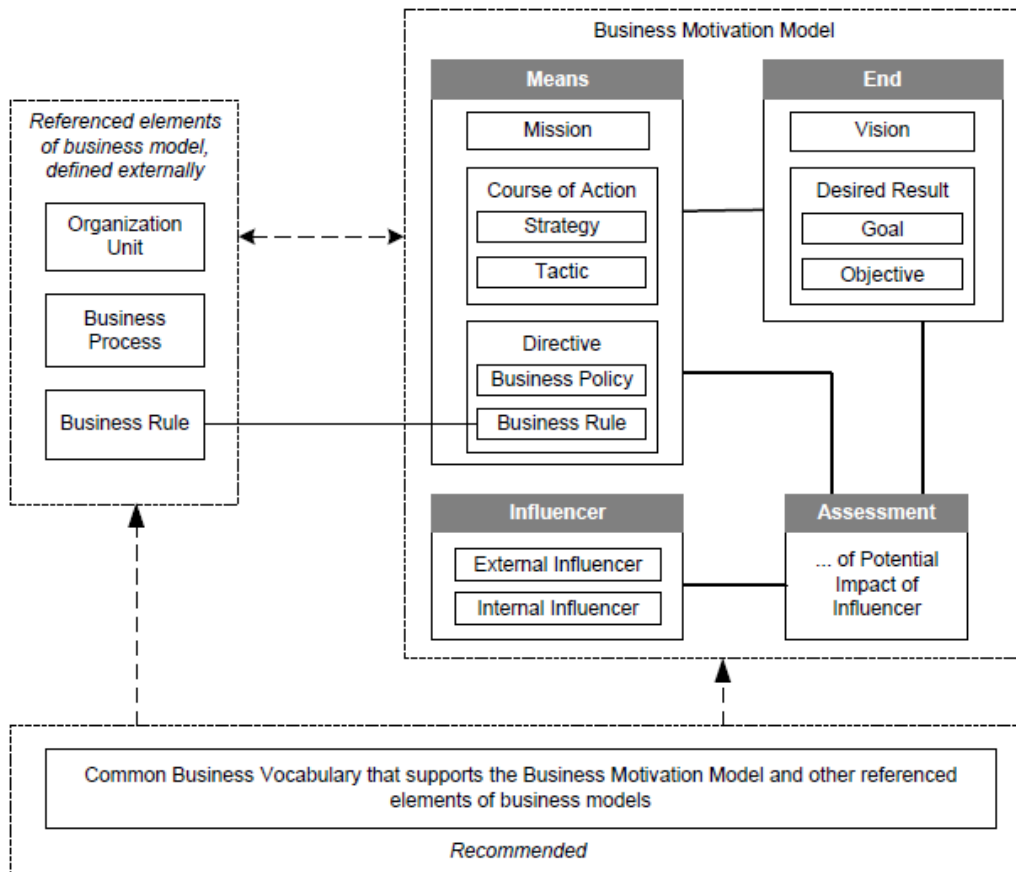 Business Motivation Model
Referenced elements
of business model,
defined externally
Organization
Unit
Business
Process
Business Rule
Means
Mission
Course of Action
Strategy
Tactic
Directive
Business Policy
Business Rule
End
Vision
Desired Result
Goal
Objective
Influencer
External Influencer
Internal Influencer
Assessment
... of Potential
Impact of
Influencer
Common Business Vocabulary that supports the Business Motivation Model and other referenced
elements of business models
Recommended